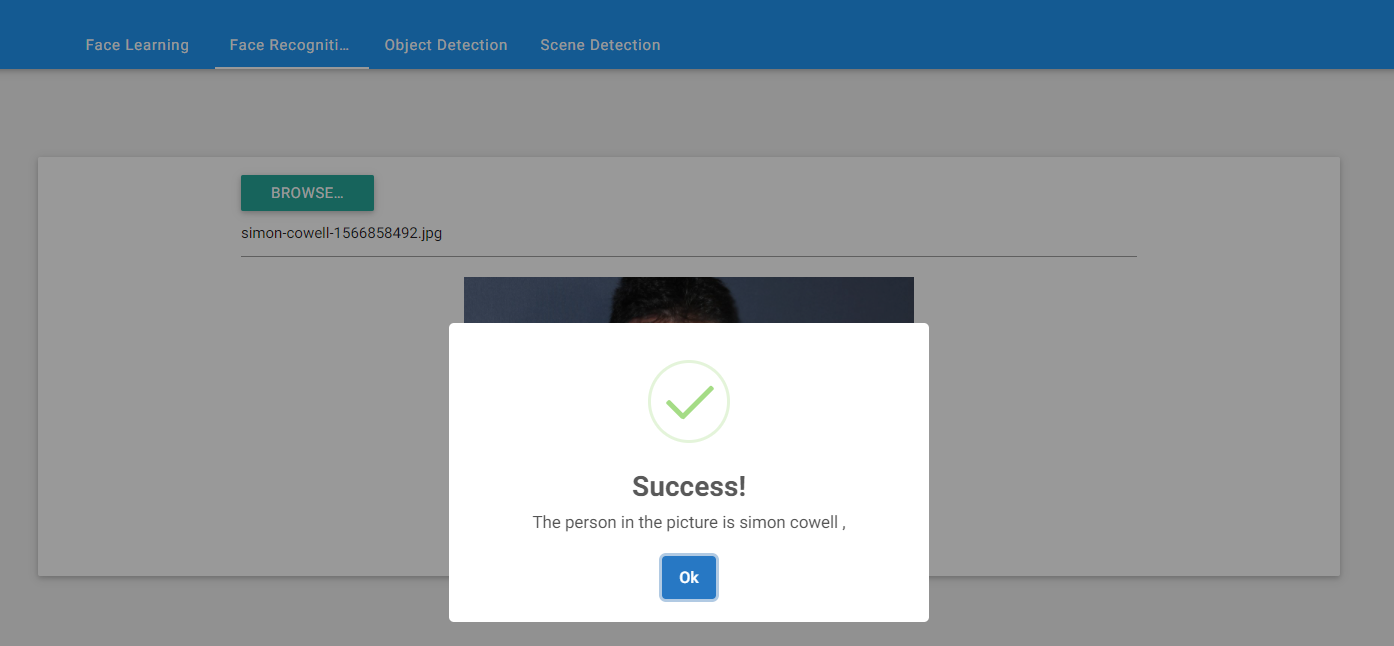 Face Learning Face Recogniti... Object Detection Scene Detection
BROWSE...
simon-cowell-1566858492.jpg
Success!
The person in the picture is simon cowell ,
Ok